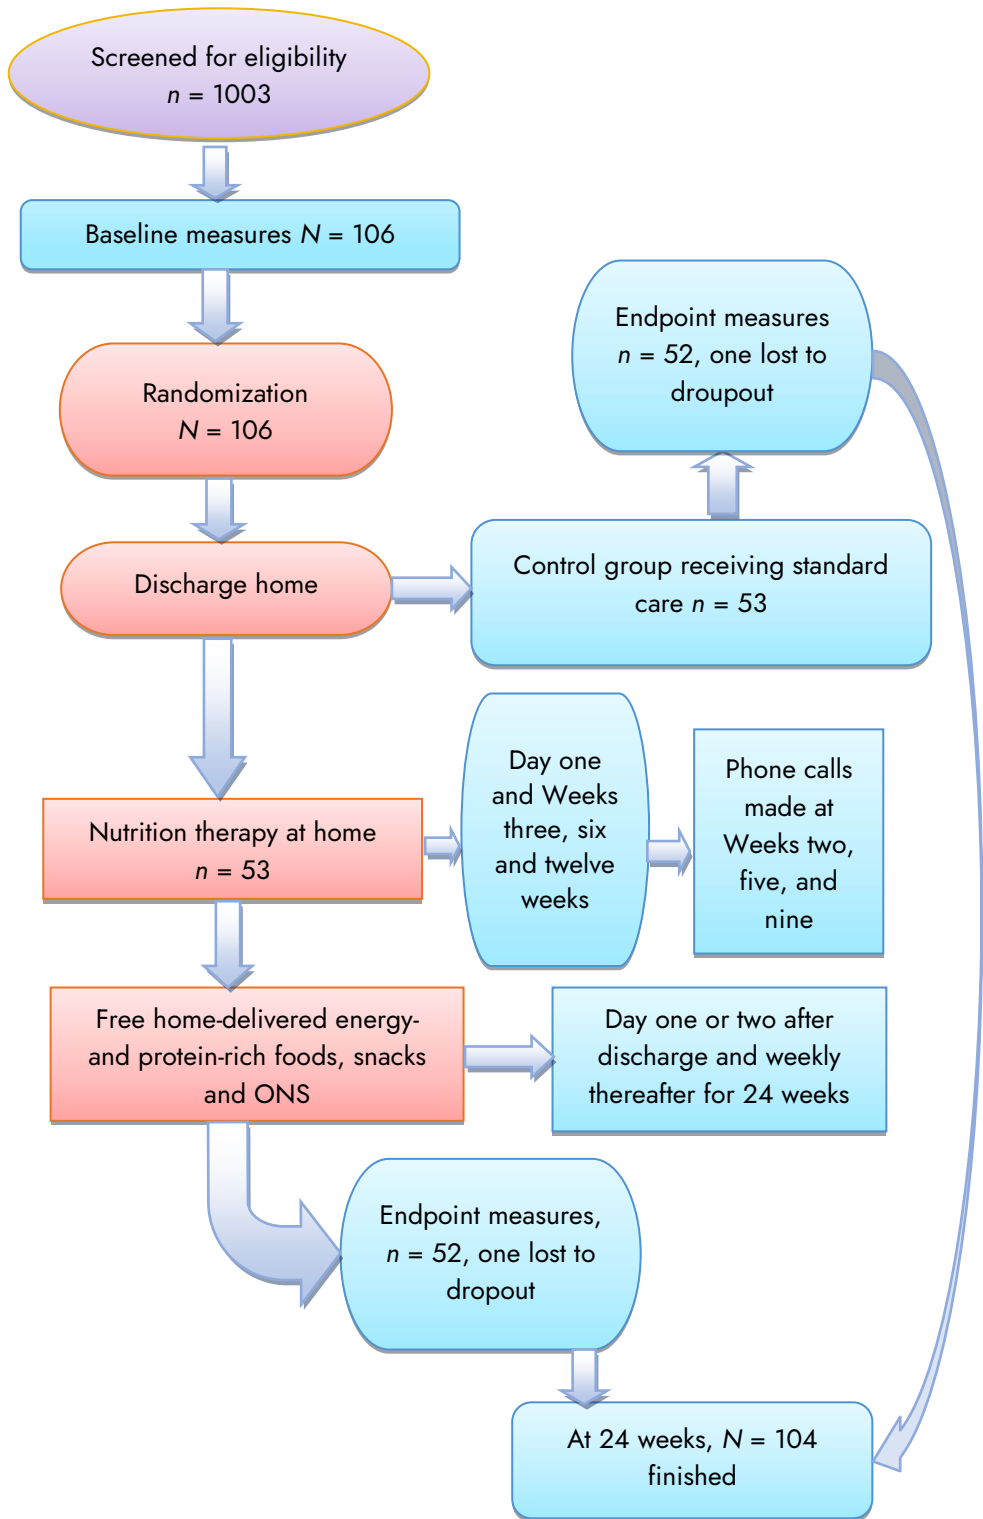 Screened for eligibility
n = 1003
Baseline measures N = 106
Randomization
N = 106
Discharge home
Endpoint measures
n = 52, one lost to
droupout
Control group receiving standard
care n = 53
Nutrition therapy at home
n = 53
Day one
and Weeks
three, six
and twelve
weeks
Phone calls
made at
Weeks two,
five, and
nine
Free home-delivered energy-
and protein-rich foods, snacks
and ONS
Day one or two after
discharge and weekly
thereafter for 24 weeks
Endpoint measures,
n = 52, one lost to
dropout
At 24 weeks, N = 104
finished